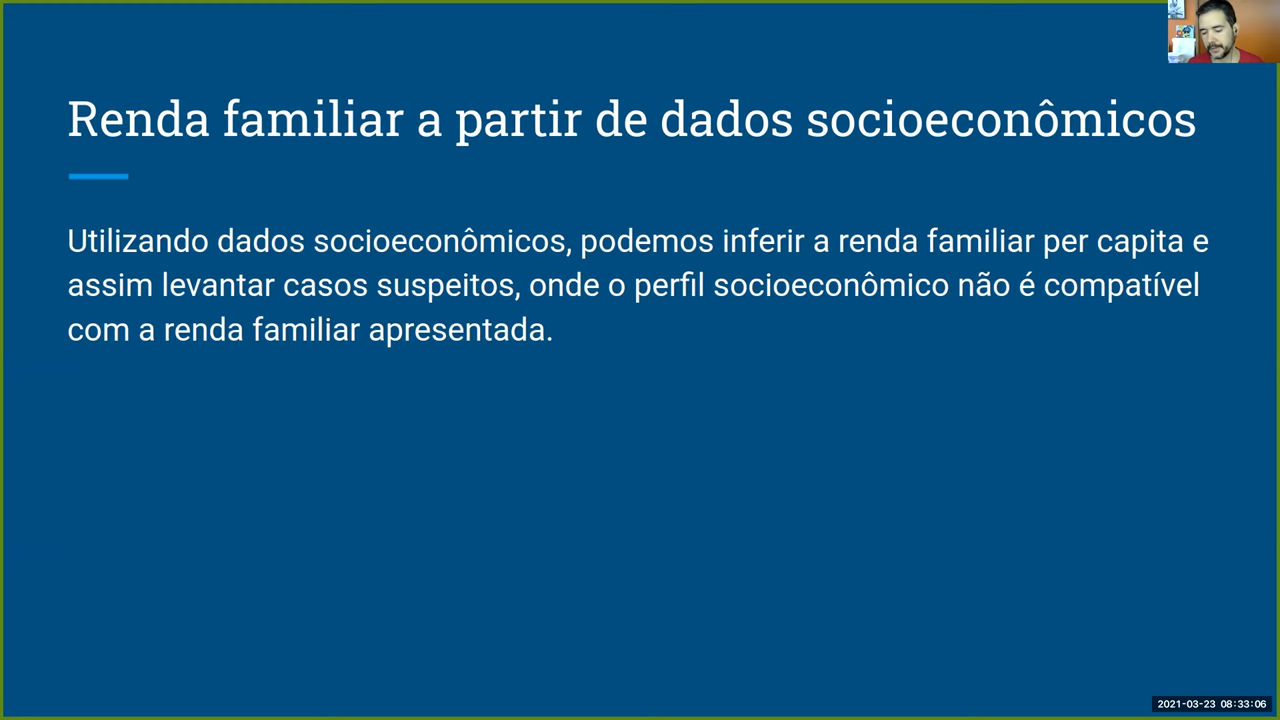 Renda familiar a partir de dados socioeconômicos
Utilizando dados socioeconômicos, podemos inferir a renda familiar per capita e
assim levantar casos suspeitos, onde o perfil socioeconômico não é compatível
com a renda familiar apresentada.
2021-03-23 08:33:06